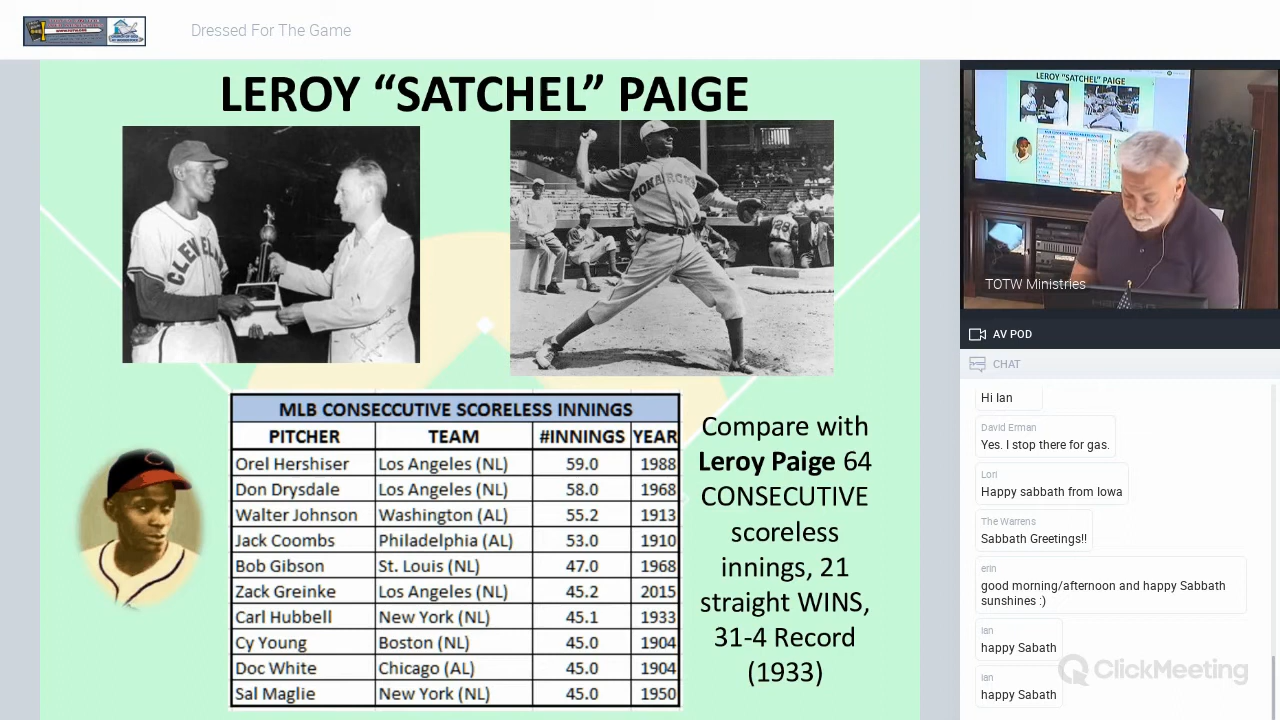 Dressed For The Game
LEROY “SATCHEL” PAIGE
CLEVEL
MONARCHS
28
MLB CONSECCUTIVE SCORELESS INNINGS
PITCHER TEAM #INNINGS YEAR
Orel Hershiser Los Angeles (NL) 59.0 1988
Don Drysdale Los Angeles (NL) 58.0 1968
Walter Johnson Washington (AL) 55.2 1913
Jack Coombs Philadelphia (AL) 53.0 1910
Bob Gibson St. Louis (NL) 47.0 1968
Zack Greinke Los Angeles (NL) 45.2 2015
Carl Hubbell New York (NL) 45.1 1933
Cy Young Boston (NL) 45.0 1904
Doc White Chicago (AL) 45.0 1904
Sal Maglie New York (NL) 45.0 1950
Compare with
Leroy Paige 64
CONSECUTIVE
scoreless
innings, 21
straight WINS,
31-4 Record
(1933)
LEROY "SATCHEL" PAIGE
TOTW Ministries
AV POD
CHAT
Hi Ian
David Erman
Yes. I stop there for gas.
Lori
Happy sabbath from Iowa
The Warrens
Sabbath Greetings!!
erin
good morning/afternoon and happy Sabbath
sunshines :)
Ian
happy Sabath
Ian
happy Sabath
ClickMeeting